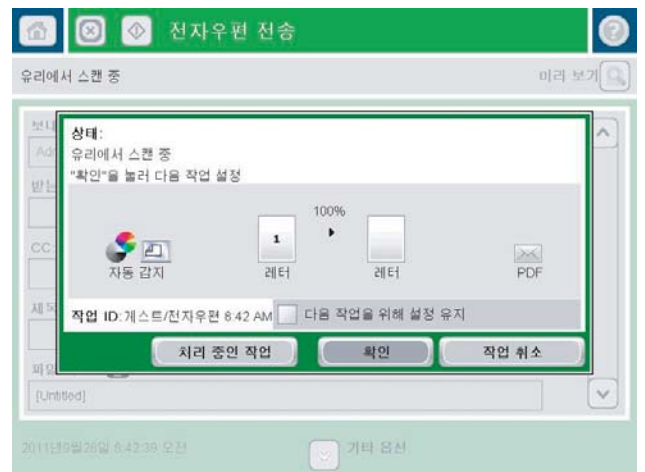 전자우편 전송
유리에서 스캔 중
미리 보기
상태:
유리에서 스캔 중
"확인"을 눌러 다음 작업 설정
100%
1
자동 감지
레터
레터
PDF
작업 ID:게스트/전자우편 8:42 AM
다음 작업을 위해 설정 유지
처리 중인 작업
확인
작업 취소
CC:
[Untitled]
2011년9월26일 8:42:39 오전
기타 옵션